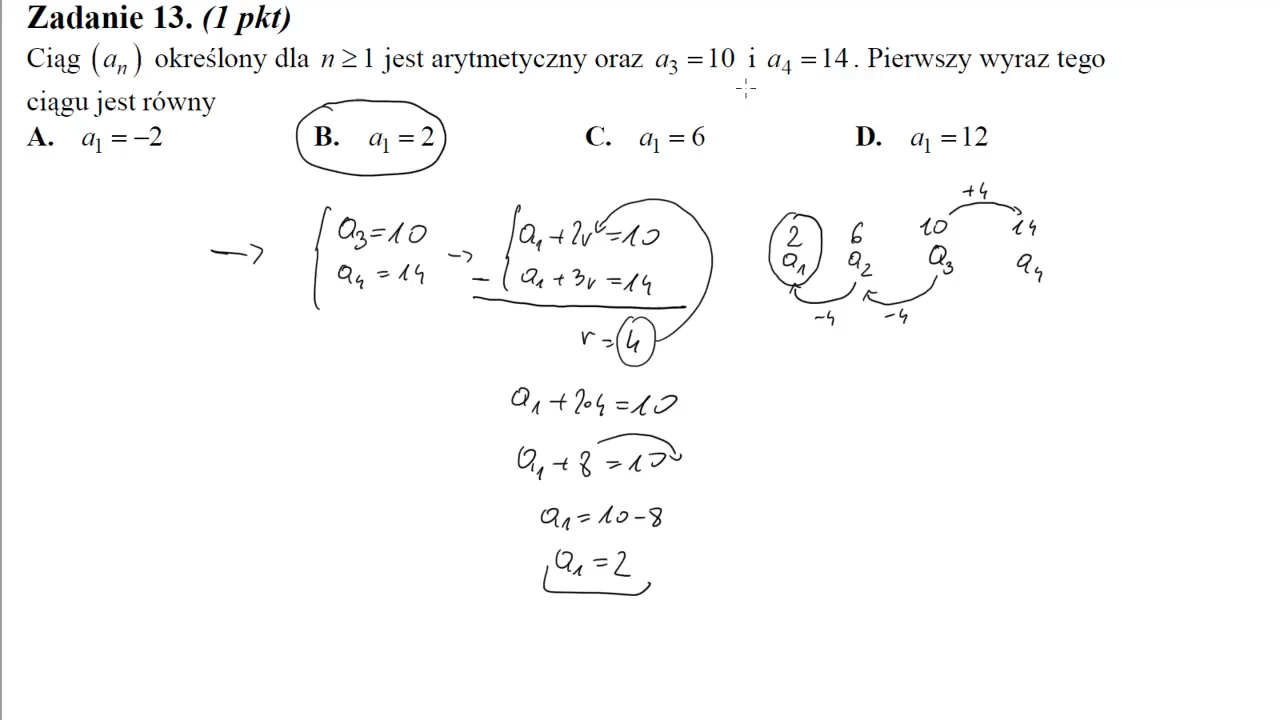 Zadanie 13. (1 pkt)
Ciąg (aₙ) określony dla n ≥ 1 jest arytmetyczny oraz a₃ = 10 i a₄ = 14. Pierwszy wyraz tego
ciągu jest równy
A. a₁ = −2 B. a₁ = 2 C. a₁ = 6 D. a₁ = 12
→ { a₃ = 10 → { a₁ + 2r = 10
a₄ = 14 − a₁ + 3r = 14
r = 4
a₁ + 2∘4 = 10
a₁ + 8 = 10
a₁ = 10 − 8
a₁ = 2
+4
2 6 10 14
a₁ a₂ a₃ a₄
−4 −4